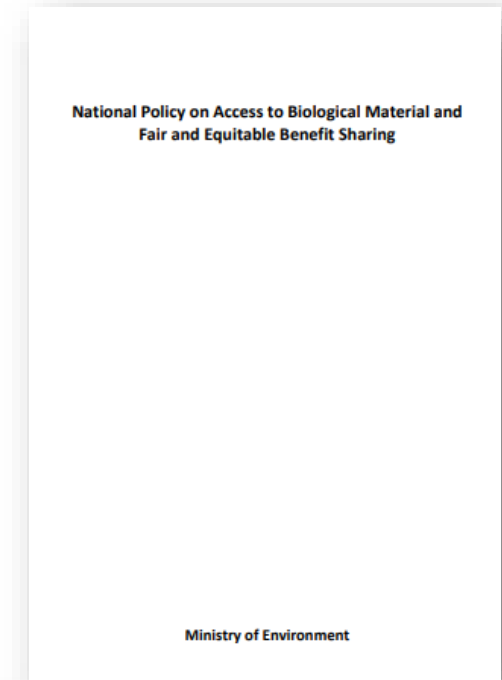 National Policy on Access to Biological Material and
Fair and Equitable Benefit Sharing
Ministry of Environment